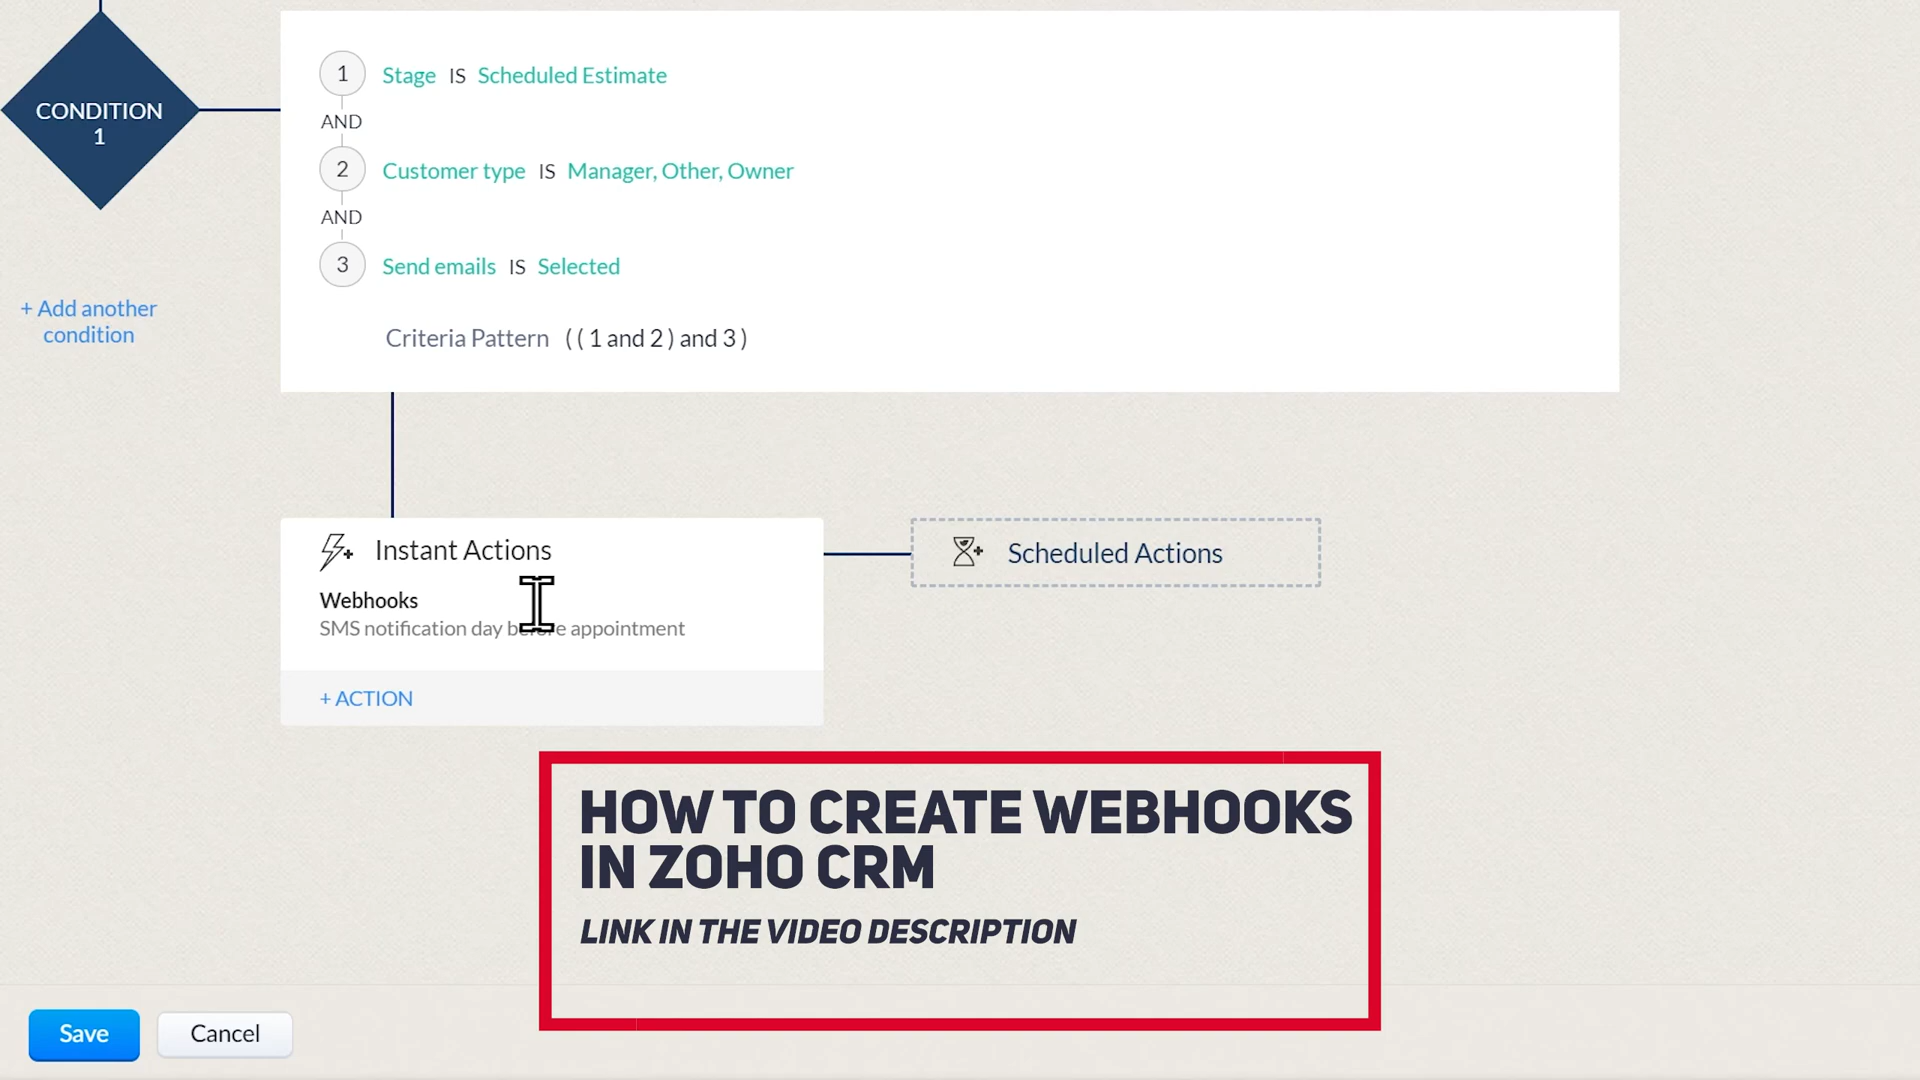 CONDITION
1
1 Stage IS Scheduled Estimate
AND
2 Customer type IS Manager, Other, Owner
AND
3 Send emails IS Selected
+ Add another
condition
Criteria Pattern ( ( 1 and 2 ) and 3 )
Instant Actions
Scheduled Actions
Webhooks
SMS notification day before appointment
+ ACTION
HOW TO CREATE WEBHOOKS
IN ZOHO CRM
LINK IN THE VIDEO DESCRIPTION
Save
Cancel